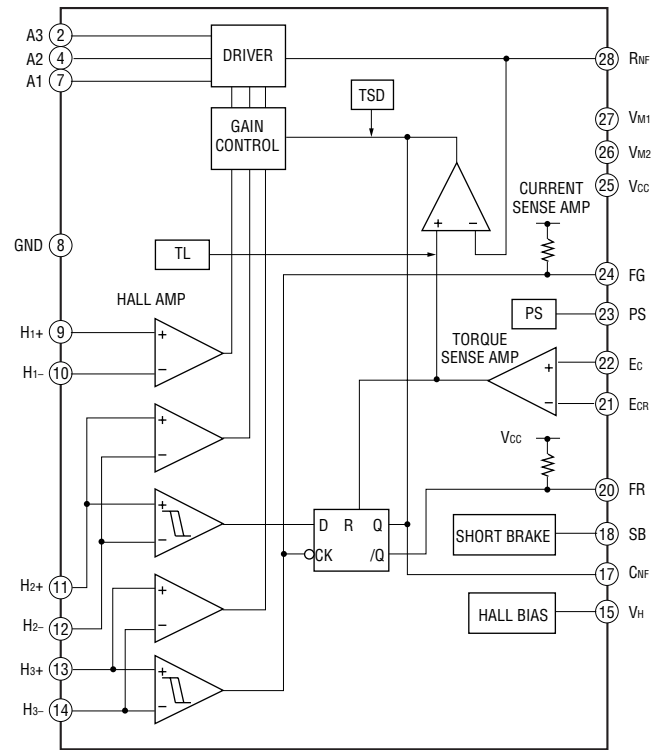 A3 2
A2 4
A1 7
DRIVER
28 RNF
TSD
27 VM1
GAIN
CONTROL
26 VM2
25 VCC
CURRENT
SENSE AMP
+ −
GND 8
TL
24 FG
HALL AMP
PS
23 PS
H1+ 9
+
H1− 10
−
TORQUE
SENSE AMP
22 EC
+
21 ECR
−
+
−
VCC
20 FR
+
−
D R Q
CK /Q
SHORT BRAKE
18 SB
17 CNF
H2+ 11
H2− 12
+
−
HALL BIAS
15 VH
H3+ 13
+
H3− 14
−